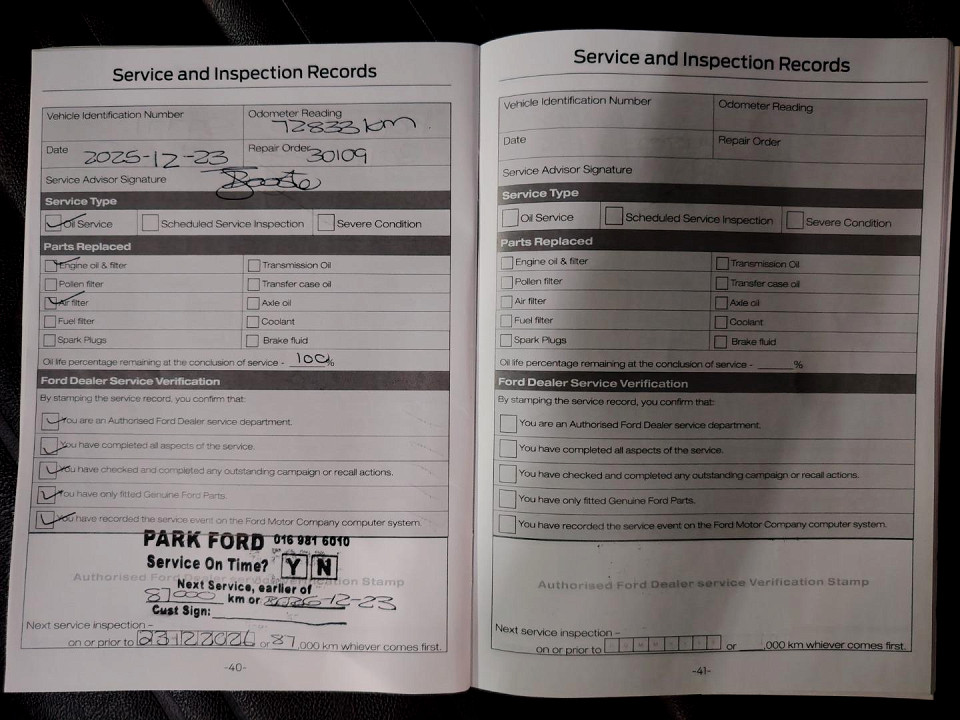 Service and Inspection Records
Vehicle Identification Number
Odometer Reading
72833 km
Date 2025-12-23
Repair Order 30109
Service Advisor Signature
Service Type
Oil Service Scheduled Service Inspection Severe Condition
Parts Replaced
Engine oil & filter Transmission Oil
Pollen filter Transfer case oil
Air filter Axle oil
Fuel filter Coolant
Spark Plugs Brake fluid
Oil life percentage remaining at the conclusion of service - 100%
Ford Dealer Service Verification
By stamping the service record, you confirm that:
You are an Authorised Ford Dealer service department.
You have completed all aspects of the service.
You have checked and completed any outstanding campaign or recall actions.
You have only fitted Genuine Ford Parts.
You have recorded the service event on the Ford Motor Company computer system.
PARK FORD 016 981 6010
Service On Time? Y N
Authorised Ford Dealer service Verification Stamp
Next Service, earlier of
87000 km or 2026-12-23
Cust Sign:
Next service inspection –
on or prior to 23122026 or 87,000 km whiever comes first.
-40-
Service and Inspection Records
Vehicle Identification Number Odometer Reading
Date Repair Order
Service Advisor Signature
Service Type
Oil Service Scheduled Service Inspection Severe Condition
Parts Replaced
Engine oil & filter Transmission Oil
Pollen filter Transfer case oil
Air filter Axle oil
Fuel filter Coolant
Spark Plugs Brake fluid
Oil life percentage remaining at the conclusion of service - %
Ford Dealer Service Verification
By stamping the service record, you confirm that:
You are an Authorised Ford Dealer service department.
You have completed all aspects of the service.
You have checked and completed any outstanding campaign or recall actions.
You have only fitted Genuine Ford Parts.
You have recorded the service event on the Ford Motor Company computer system.
Authorised Ford Dealer service Verification Stamp
Next service inspection –
on or prior to or ,000 km whiever comes first.
-41-